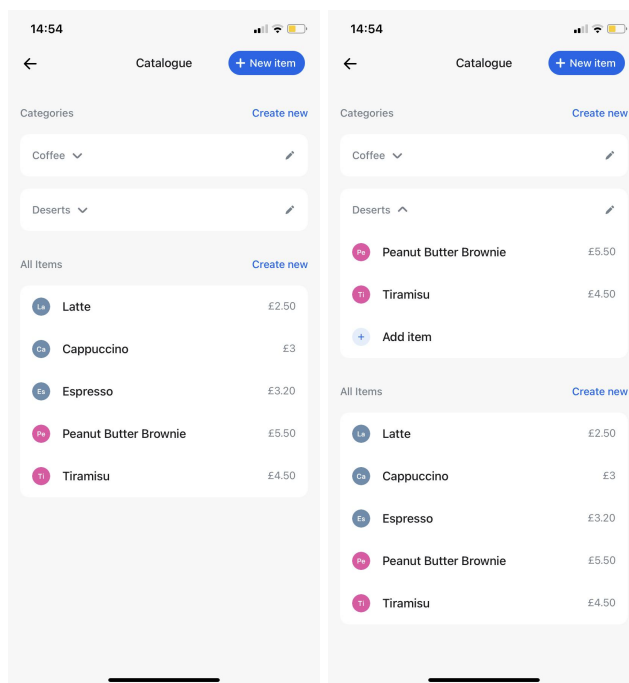 14:54
Catalogue
+ New item
Categories
Create new
Coffee
Deserts
All Items
Create new
La Latte £2.50
Ca Cappuccino £3
Es Espresso £3.20
Pe Peanut Butter Brownie £5.50
Ti Tiramisu £4.50
14:54
Catalogue
+ New item
Categories
Create new
Coffee
Deserts
Pe Peanut Butter Brownie £5.50
Ti Tiramisu £4.50
+ Add item
All Items
Create new
La Latte £2.50
Ca Cappuccino £3
Es Espresso £3.20
Pe Peanut Butter Brownie £5.50
Ti Tiramisu £4.50